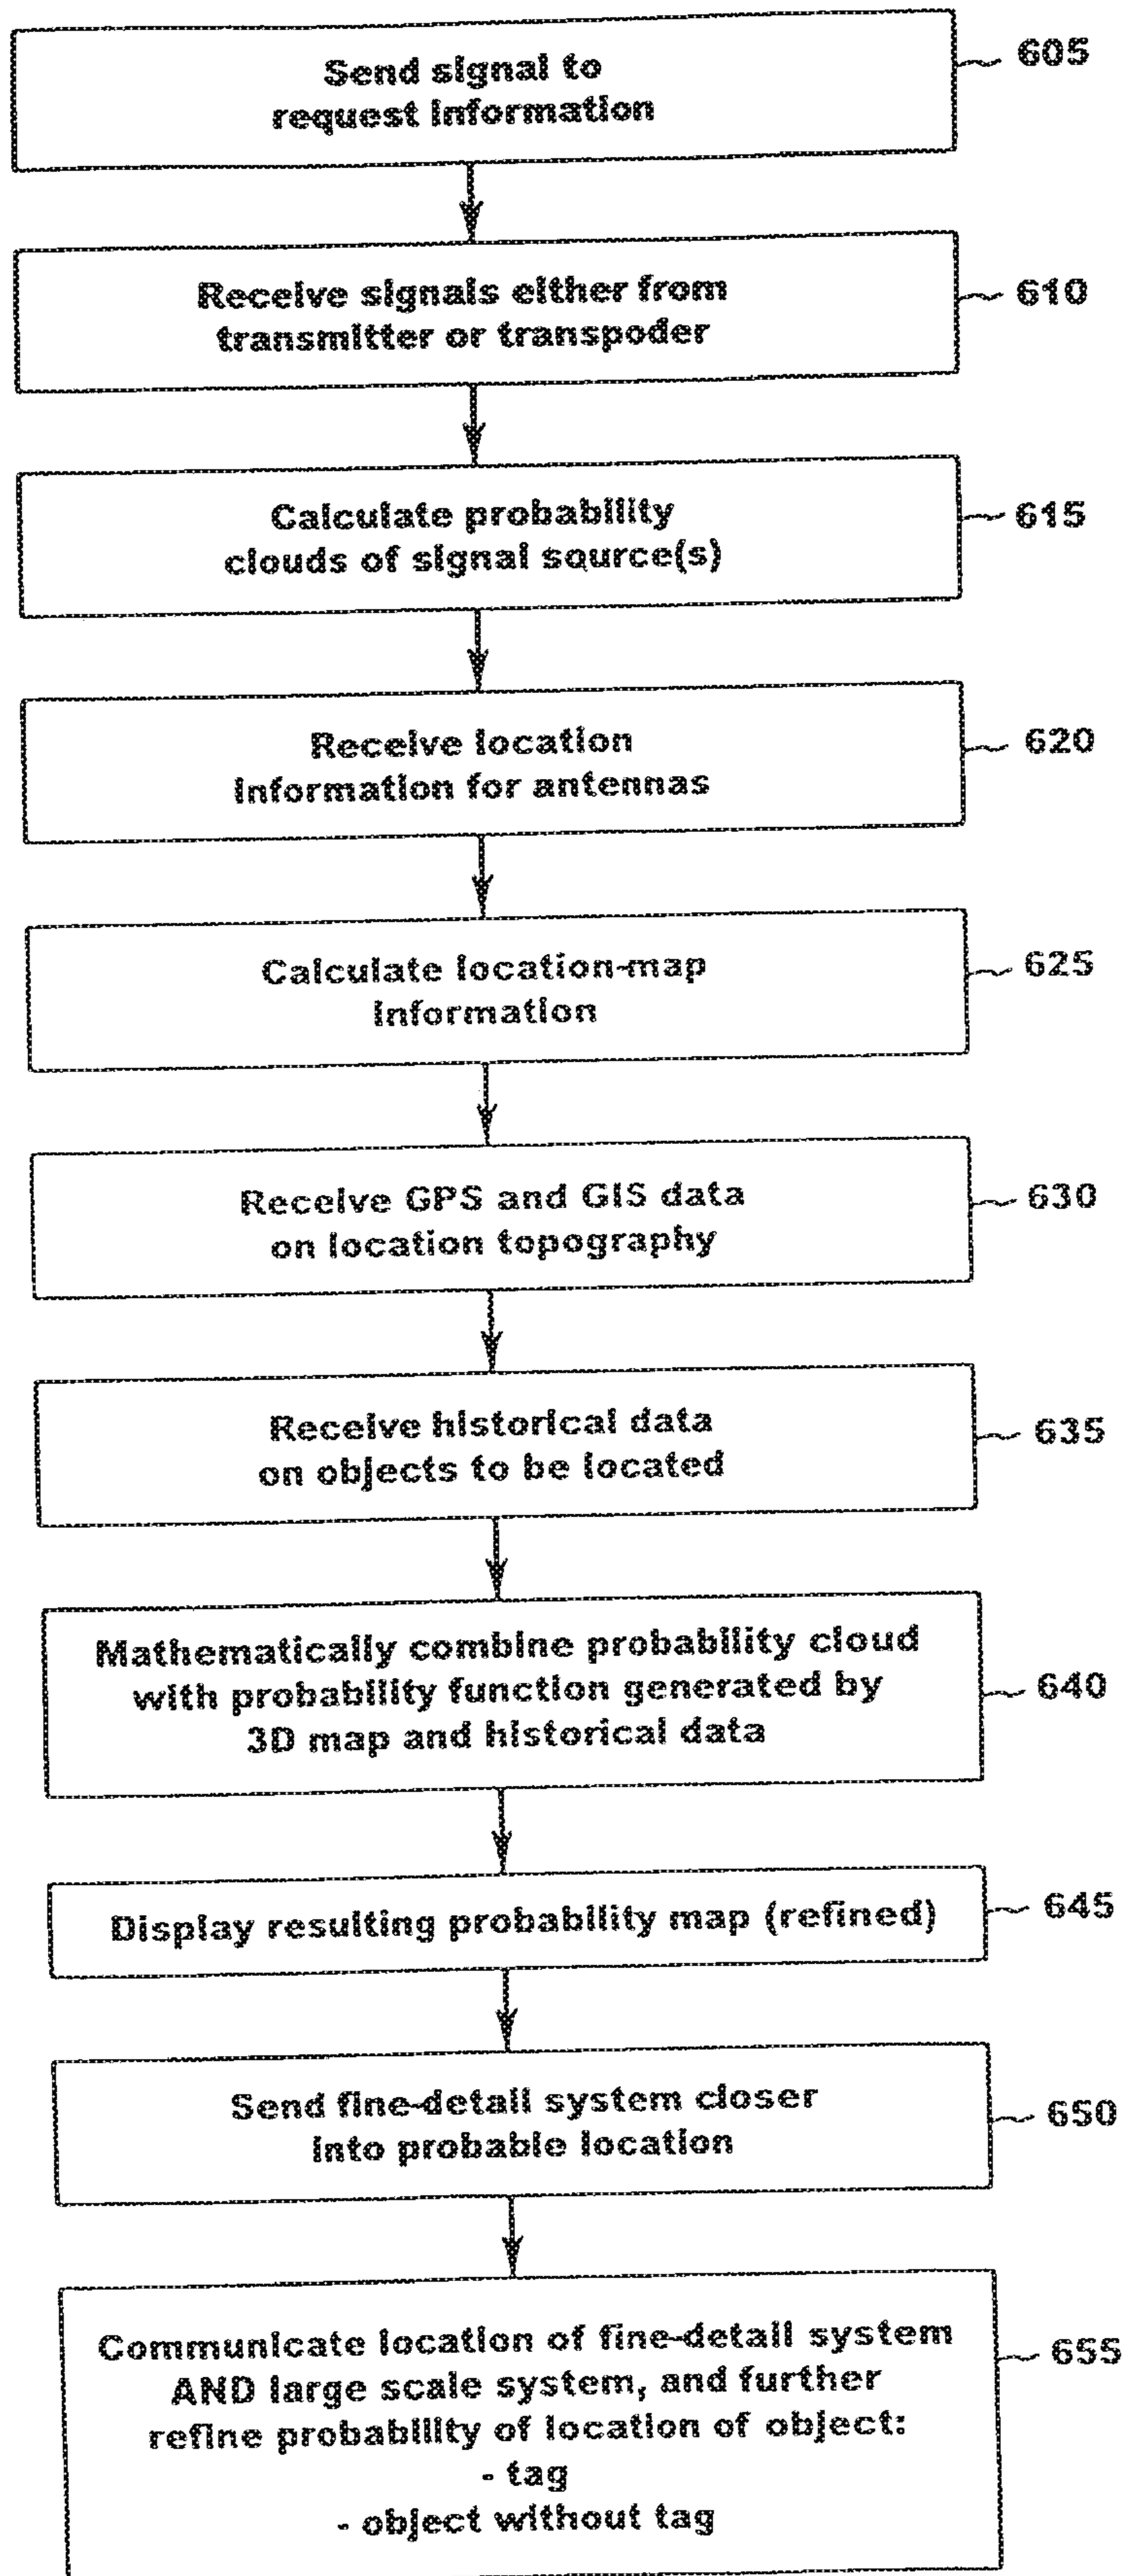 Send signal to
request information
605
Receive signals either from
transmitter or transpoder
610
Calculate probability
clouds of signal source(s)
615
Receive location
information for antennas
620
Calculate location-map
information
625
Receive GPS and GIS data
on location topography
630
Receive historical data
on objects to be located
635
Mathematically combine probability cloud
with probability function generated by
3D map and historical data
640
Display resulting probability map (refined)
645
Send fine-detail system closer
into probable location
650
Communicate location of fine-detail system
AND large scale system, and further
refine probability of location of object:
- tag
- object without tag
655